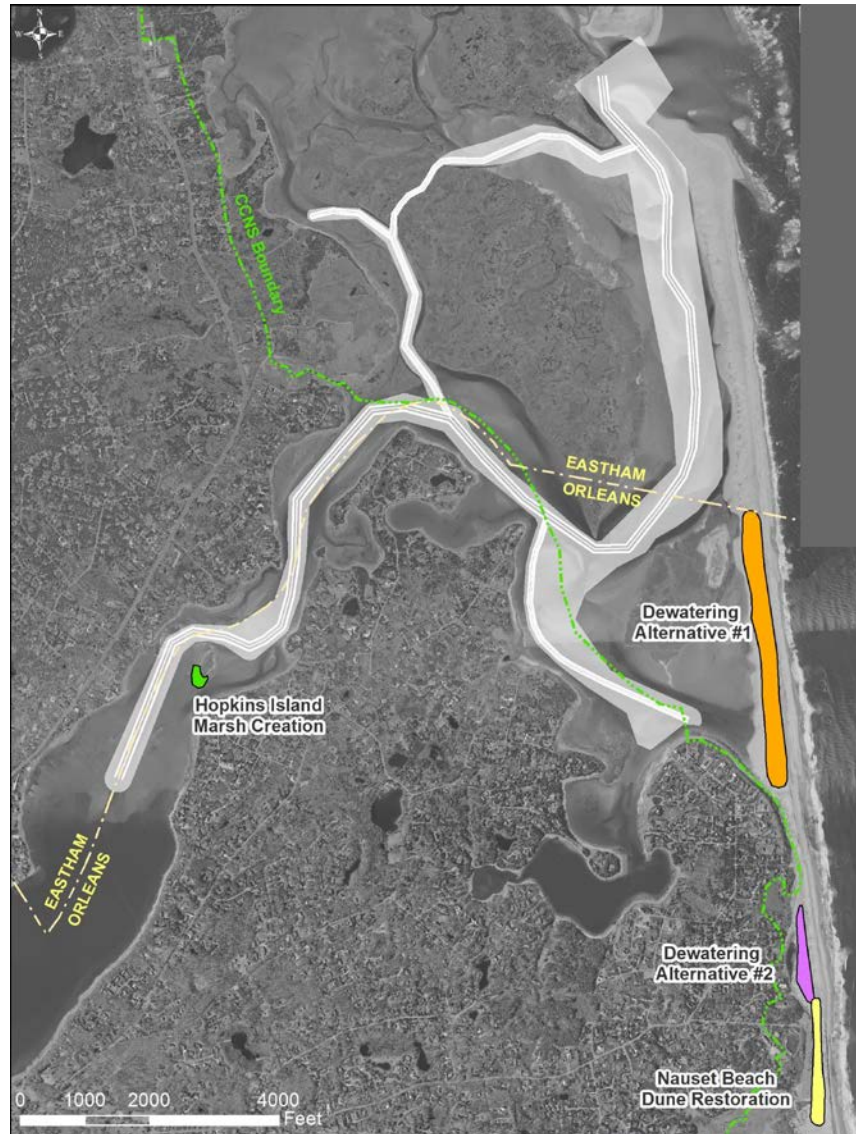 N
W E
S
CCNS Boundary
EASTHAM
ORLEANS
Dewatering
Alternative #1
Hopkins Island
Marsh Creation
EASTHAM
ORLEANS
Dewatering
Alternative #2
Nauset Beach
Dune Restoration
0 1000 2000 4000
Feet